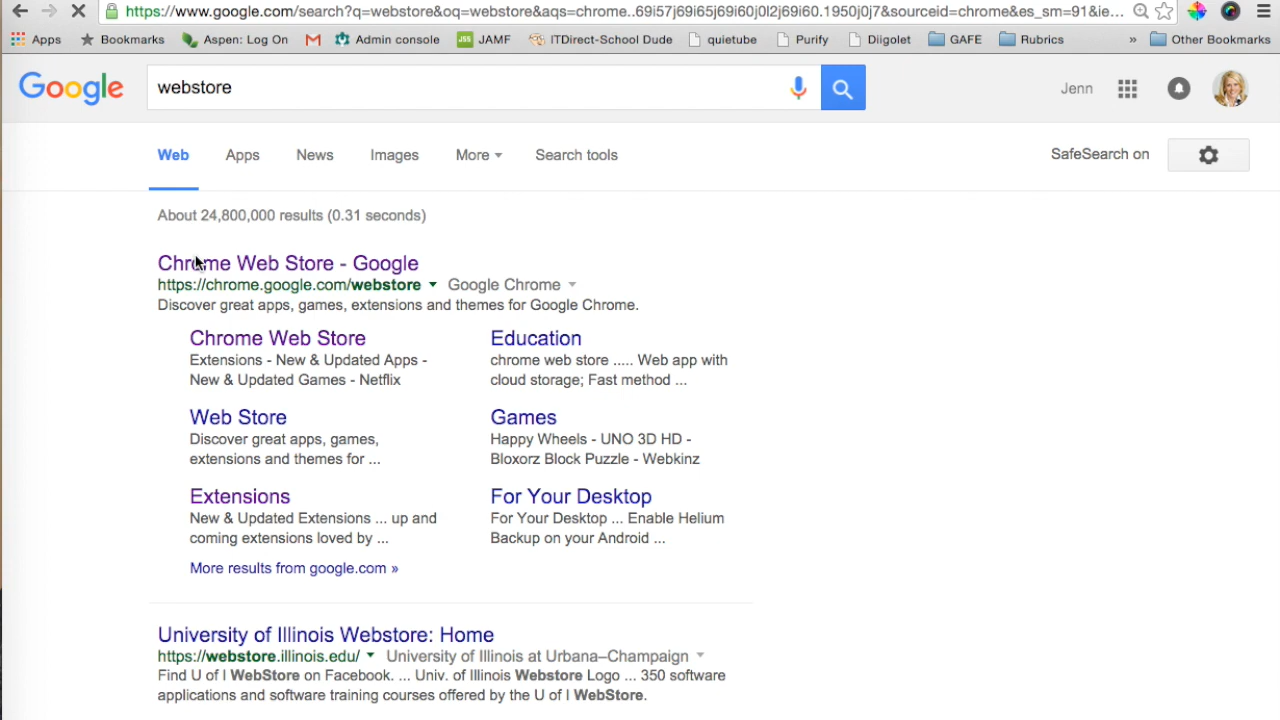 https://www.google.com/search?q=webstore&oq=webstore&aqs=chrome..69i57j69i65j69i60j0l2j69i60.1950j0j7&sourceid=chrome&es_sm=91&ie...
Apps Bookmarks Aspen: Log On Admin console JSS JAMF ITDirect-School Dude quietube Purify Diigolet GAFE Rubrics » Other Bookmarks
Google webstore Jenn
Web Apps News Images More Search tools SafeSearch on
About 24,800,000 results (0.31 seconds)
Chrome Web Store - Google
https://chrome.google.com/webstore Google Chrome
Discover great apps, games, extensions and themes for Google Chrome.
Chrome Web Store
Extensions - New & Updated Apps -
New & Updated Games - Netflix
Education
chrome web store ..... Web app with
cloud storage; Fast method ...
Web Store
Discover great apps, games,
extensions and themes for ...
Games
Happy Wheels - UNO 3D HD -
Bloxorz Block Puzzle - Webkinz
Extensions
New & Updated Extensions ... up and
coming extensions loved by ...
For Your Desktop
For Your Desktop ... Enable Helium
Backup on your Android ...
More results from google.com »
University of Illinois Webstore: Home
https://webstore.illinois.edu/ University of Illinois at Urbana–Champaign
Find U of I WebStore on Facebook. ... Univ. of Illinois Webstore Logo ... 350 software
applications and software training courses offered by the U of I WebStore.